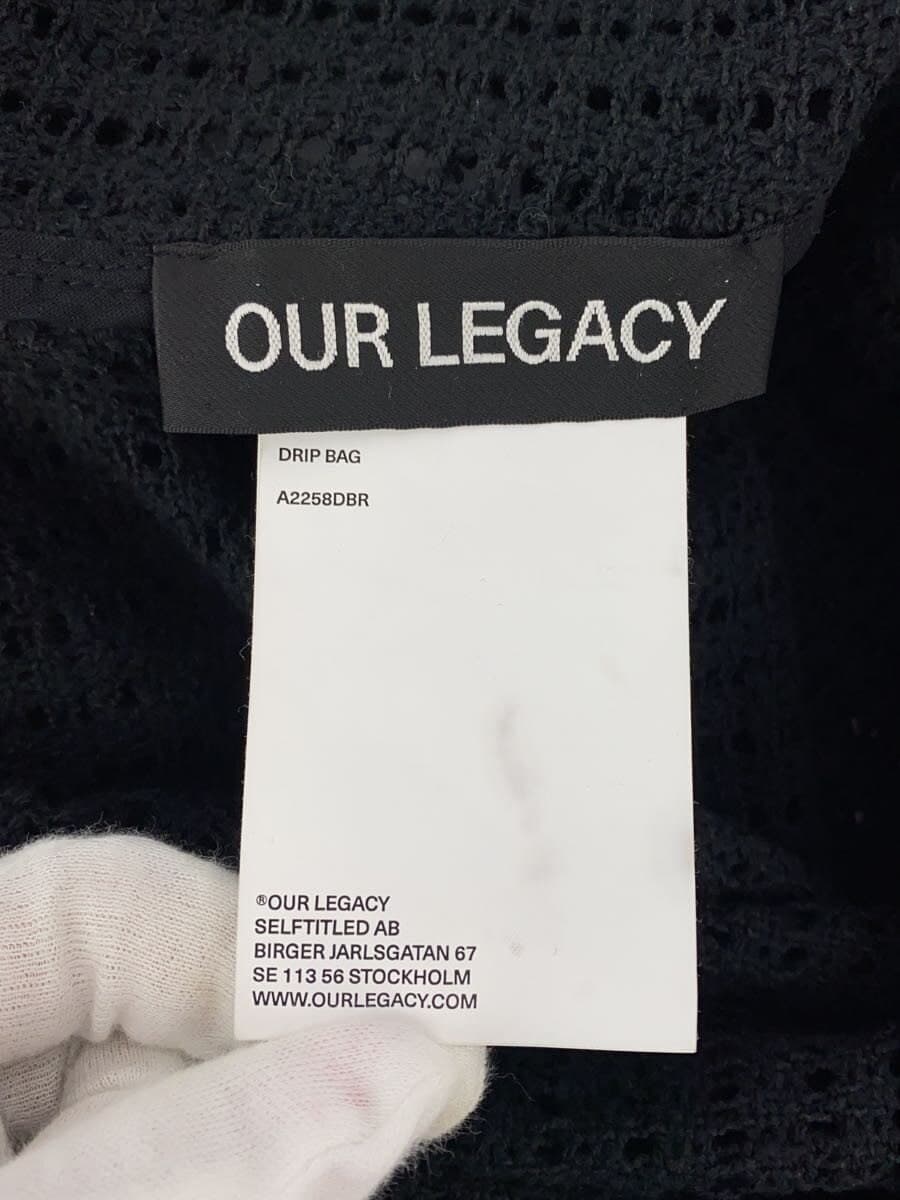 OUR LEGACY
DRIP BAG
A2258DBR
®OUR LEGACY
SELFTITLED AB
BIRGER JARLSGATAN 67
SE 113 56 STOCKHOLM
WWW.OURLEGACY.COM